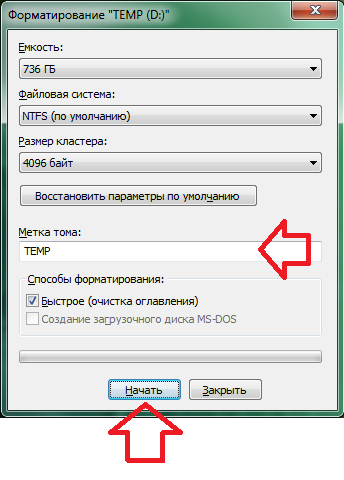 Форматирование "TEMP (D:)"
Емкость:
736 ГБ
Файловая система:
NTFS (по умолчанию)
Размер кластера:
4096 байт
Восстановить параметры по умолчанию
Метка тома:
TEMP
Способы форматирования:
Быстрое (очистка оглавления)
Создание загрузочного диска MS-DOS
Начать Закрыть